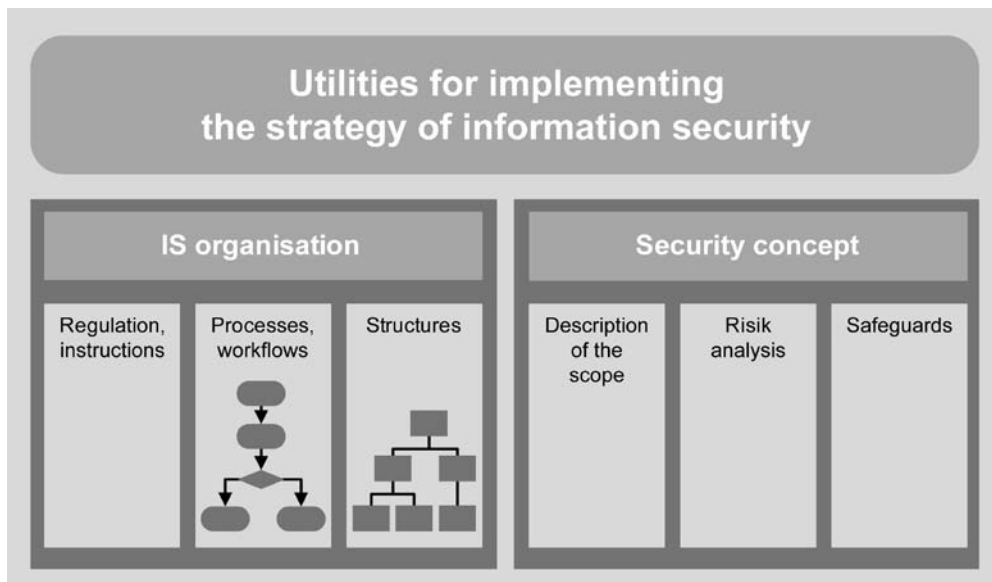 Utilities for implementing
the strategy of information security
IS organisation
Regulation,
instructions
Processes,
workflows
Structures
Security concept
Description
of the
scope
Risik
analysis
Safeguards